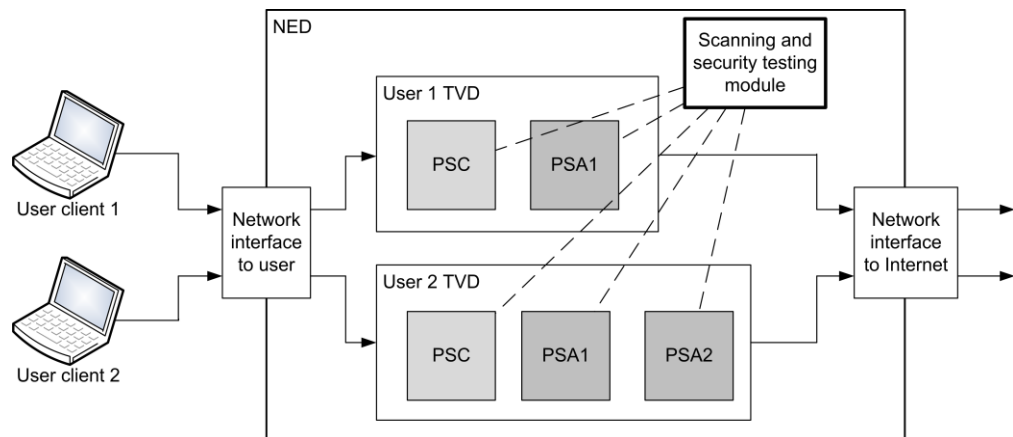 NED
Scanning and
security testing
module
User 1 TVD
PSC
PSA1
User client 1
Network
interface
to user
Network
interface
to Internet
User 2 TVD
PSC
PSA1
PSA2
User client 2